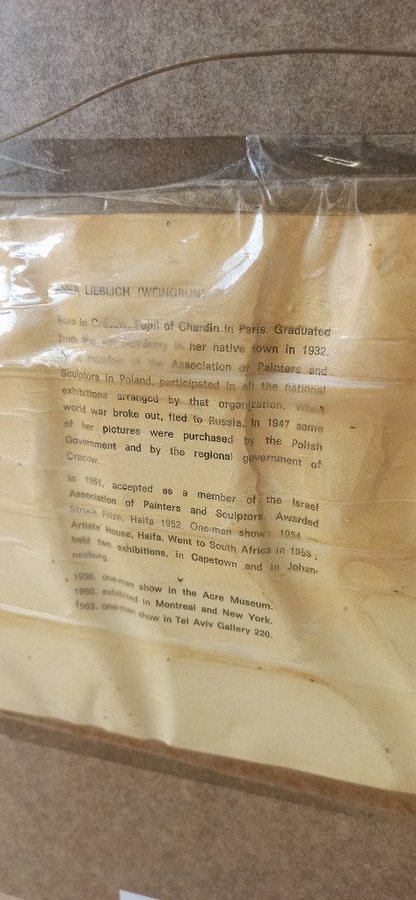 LIEBLICH (WEINGRUN)
Born in Cracow. Pupil of Chardin in Paris. Graduated
from the academy in her native town in 1932.
member of the Association of Painters and
Sculptors in Poland, participated in all the national
exhibitions arranged by that organization. When
world war broke out, fled to Russia. In 1947 some
of her pictures were purchased by the Polish
Government and by the regional government of
Cracow.
In 1951, accepted as a member of the Israel
Association of Painters and Sculptors. Awarded
Struck Prize, Haifa 1952. One-man show: 1954
Artists' House, Haifa. Went to South Africa in 1955;
held two exhibitions, in Capetown and in Johan-
nesburg.
1958, one-man show in the Acre Museum.
1960, exhibited in Montreal and New York.
1963, one-man show in Tel Aviv Gallery 220.